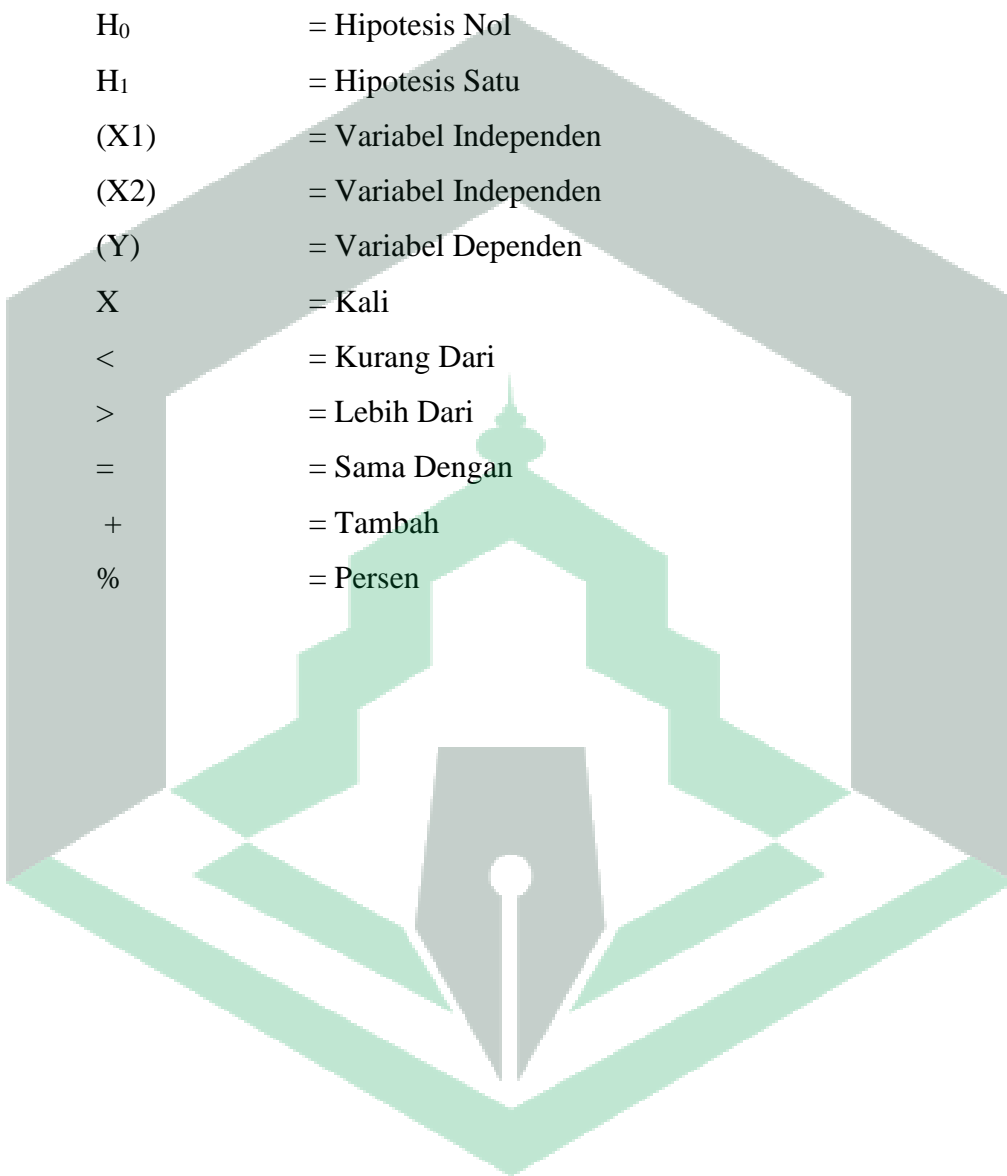 H₀ = Hipotesis Nol
H₁ = Hipotesis Satu
(X1) = Variabel Independen
(X2) = Variabel Independen
(Y) = Variabel Dependen
X = Kali
< = Kurang Dari
> = Lebih Dari
= = Sama Dengan
+ = Tambah
% = Persen